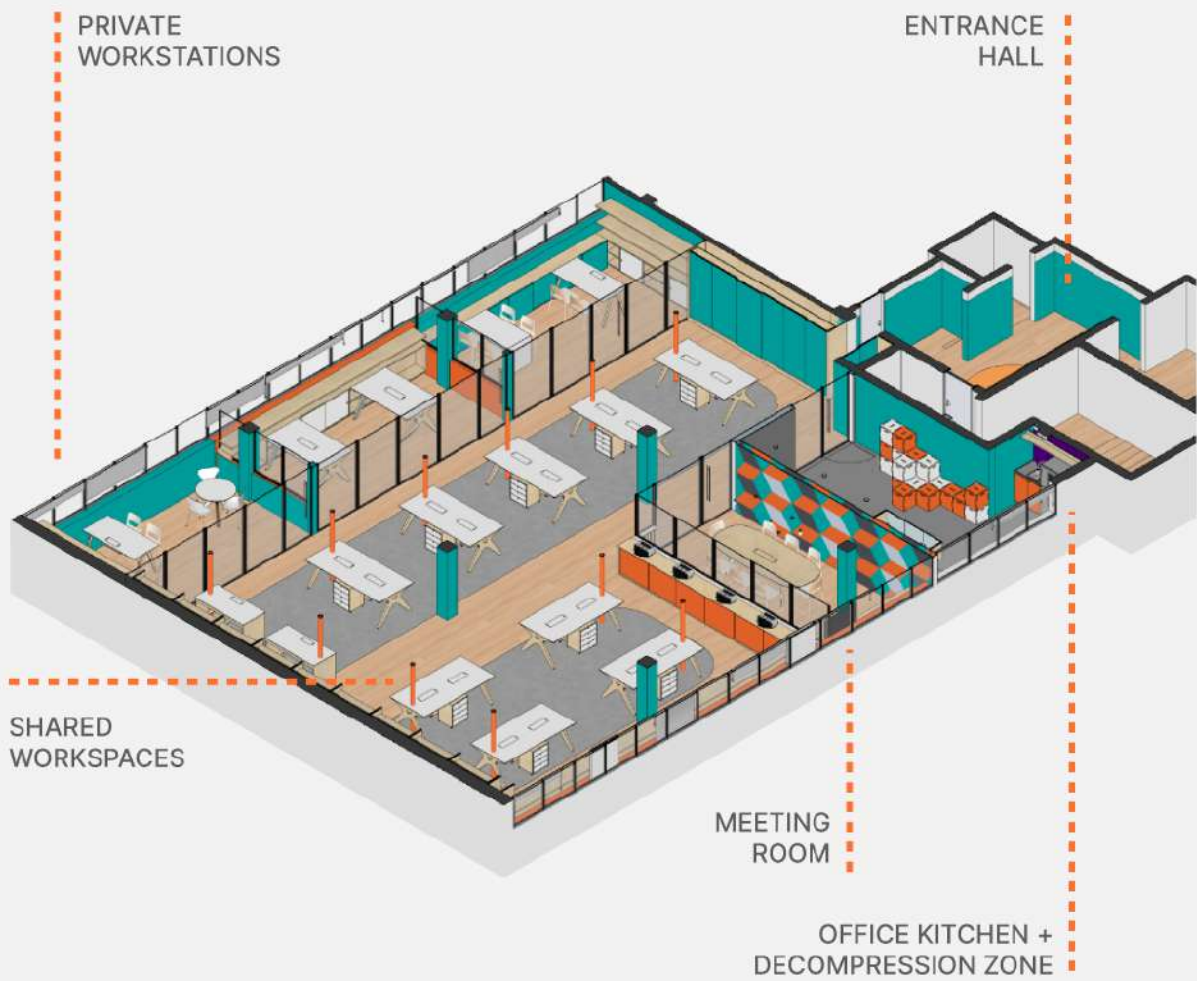 PRIVATE
WORKSTATIONS
ENTRANCE
HALL
SHARED
WORKSPACES
MEETING
ROOM
OFFICE KITCHEN +
DECOMPRESSION ZONE